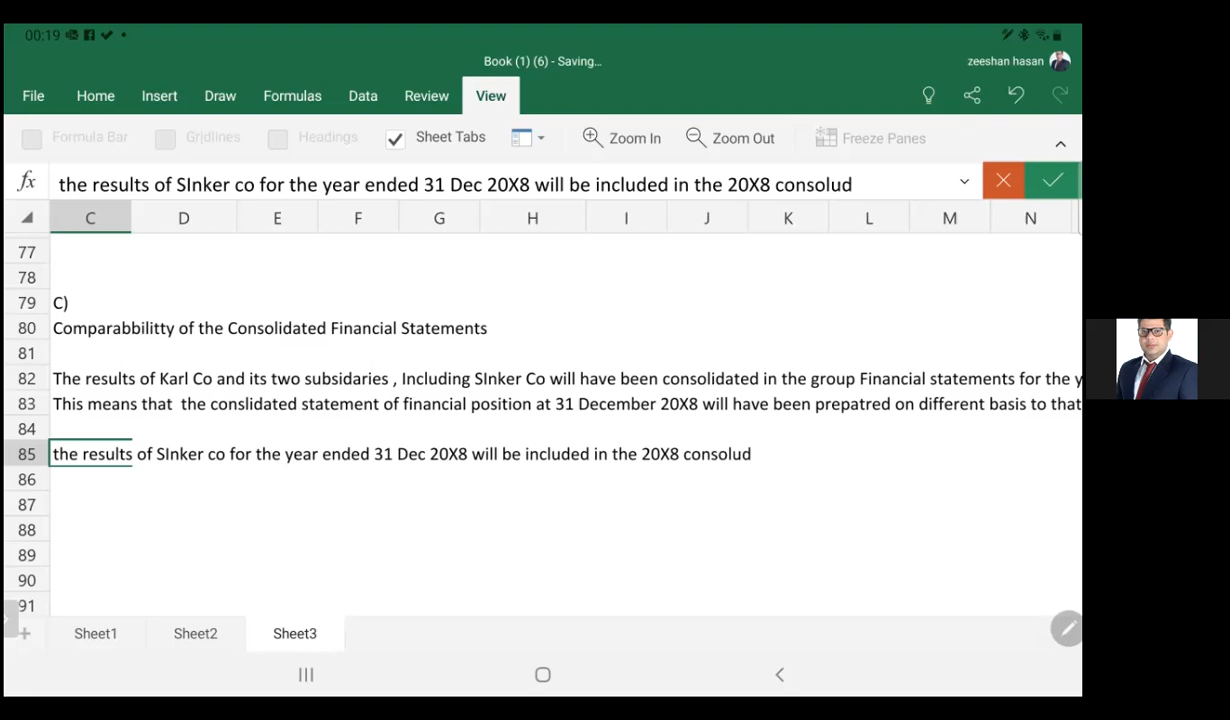 00:19
Book (1) (6) - Saving...
zeeshan hasan
File Home Insert Draw Formulas Data Review View
Formula Bar Gridlines Headings Sheet Tabs Zoom In Zoom Out Freeze Panes
fx the results of SInker co for the year ended 31 Dec 20X8 will be included in the 20X8 consolud
C D E F G H I J K L M N
77
78
79 C)
80 Comparabbilitty of the Consolidated Financial Statements
81
82 The results of Karl Co and its two subsidaries , Including SInker Co will have been consolidated in the group Financial statements for the y
83 This means that the conslidated statement of financial position at 31 December 20X8 will have been prepatred on different basis to that
84
85 the results of SInker co for the year ended 31 Dec 20X8 will be included in the 20X8 consolud
86
87
88
89
90
91
Sheet1 Sheet2 Sheet3